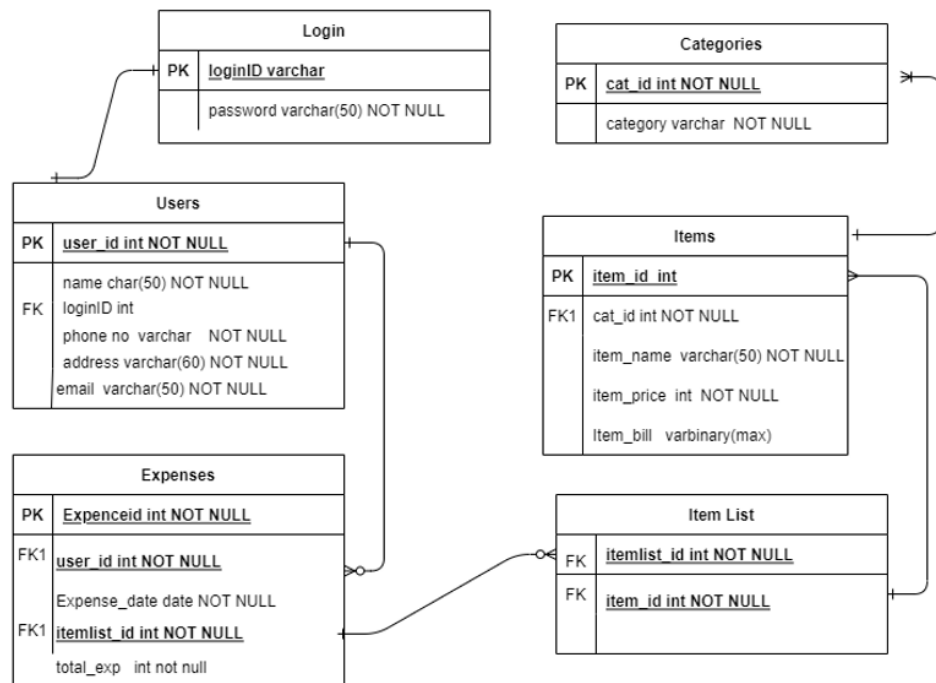 Login
PK loginID varchar
password varchar(50) NOT NULL
Categories
PK cat_id int NOT NULL
category varchar NOT NULL
Users
PK user_id int NOT NULL
name char(50) NOT NULL
FK loginID int
phone no varchar NOT NULL
address varchar(60) NOT NULL
email varchar(50) NOT NULL
Items
PK item_id int
FK1 cat_id int NOT NULL
item_name varchar(50) NOT NULL
item_price int NOT NULL
Item_bill varbinary(max)
Expenses
PK Expenceid int NOT NULL
FK1 user_id int NOT NULL
Expense_date date NOT NULL
FK1 itemlist_id int NOT NULL
total_exp int not null
Item List
FK itemlist_id int NOT NULL
FK item_id int NOT NULL